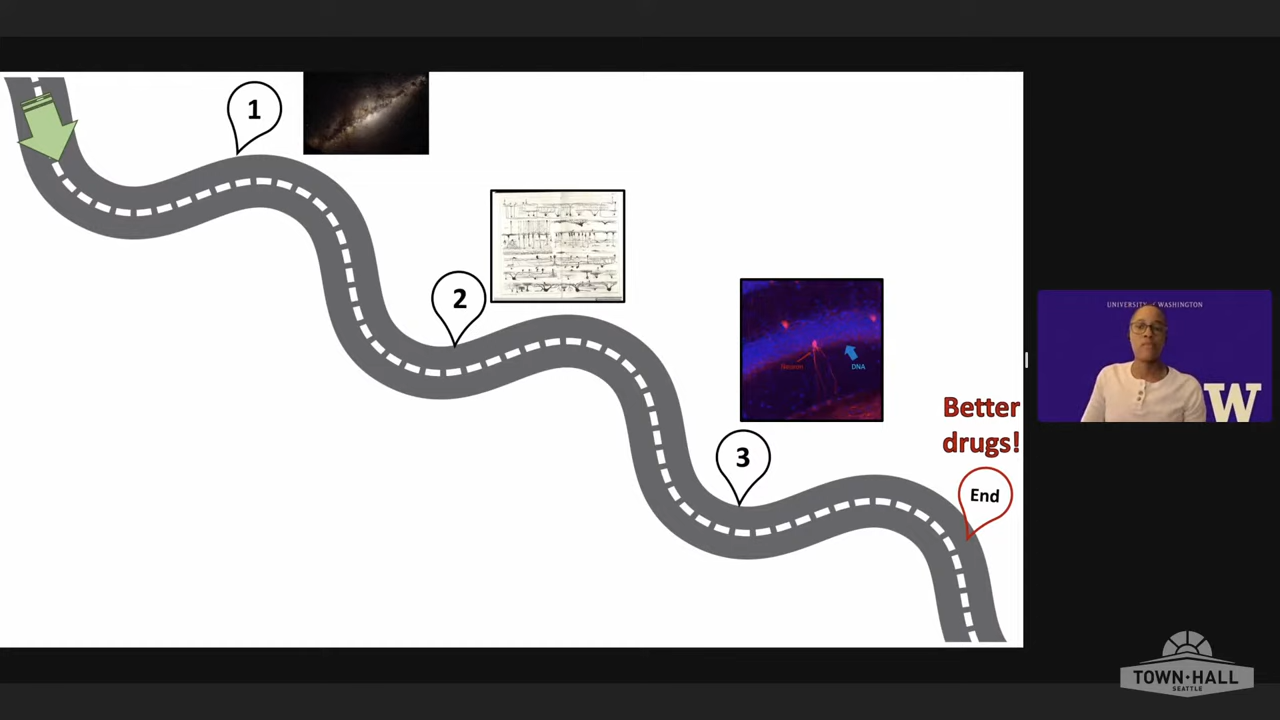 1
2
Neuron
DNA
3
Better
drugs!
End
UNIVERSITY of WASHINGTON
W
TOWN·HALL
SEATTLE